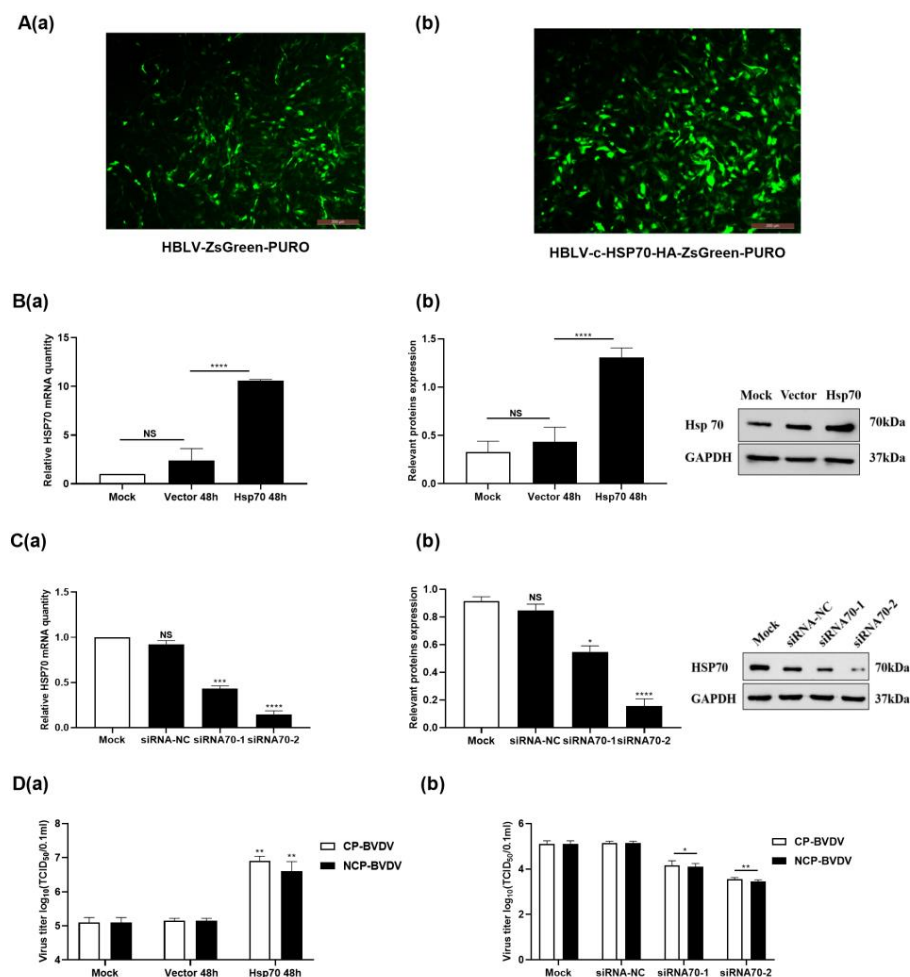 A(a)
(b)
HBLV-ZsGreen-PURO
HBLV-c-HSP70-HA-ZsGreen-PURO
B(a)
(b)
Relative HSP70 mRNA quantity
15
10
5
0
NS
****
Mock
Vector 48h
Hsp70 48h
Relevant proteins expression
1.5
1.0
0.5
0.0
NS
****
Mock
Vector 48h
Hsp70 48h
Mock Vector Hsp70
Hsp 70
70kDa
GAPDH
37kDa
C(a)
(b)
Relative HSP70 mRNA quantity
1.5
1.0
0.5
0.0
NS
***
****
Mock
siRNA-NC
siRNA70-1
siRNA70-2
Relevant proteins expression
1.0
0.8
0.6
0.4
0.2
0.0
NS
*
****
Mock
siRNA-NC
siRNA70-1
siRNA70-2
Mock
siRNA-NC
siRNA70-1
siRNA70-2
HSP70
70kDa
GAPDH
37kDa
D(a)
(b)
Virus titer log10(TCID50/0.1ml)
8
7
6
5
4
**
**
CP-BVDV
NCP-BVDV
Mock
Vector 48h
Hsp70 48h
Virus titer log10(TCID50/0.1ml)
6
4
2
0
*
**
CP-BVDV
NCP-BVDV
Mock
siRNA-NC
siRNA70-1
siRNA70-2